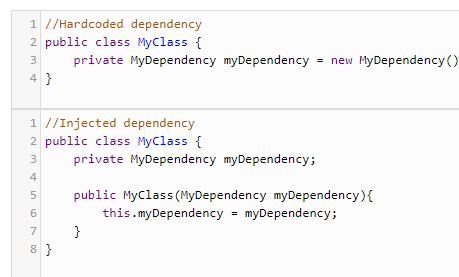 1 //Hardcoded dependency
2 public class MyClass {
3     private MyDependency myDependency = new MyDependency()
4 }
1 //Injected dependency
2 public class MyClass {
3     private MyDependency myDependency;
4
5     public MyClass(MyDependency myDependency){
6         this.myDependency = myDependency;
7     }
8 }